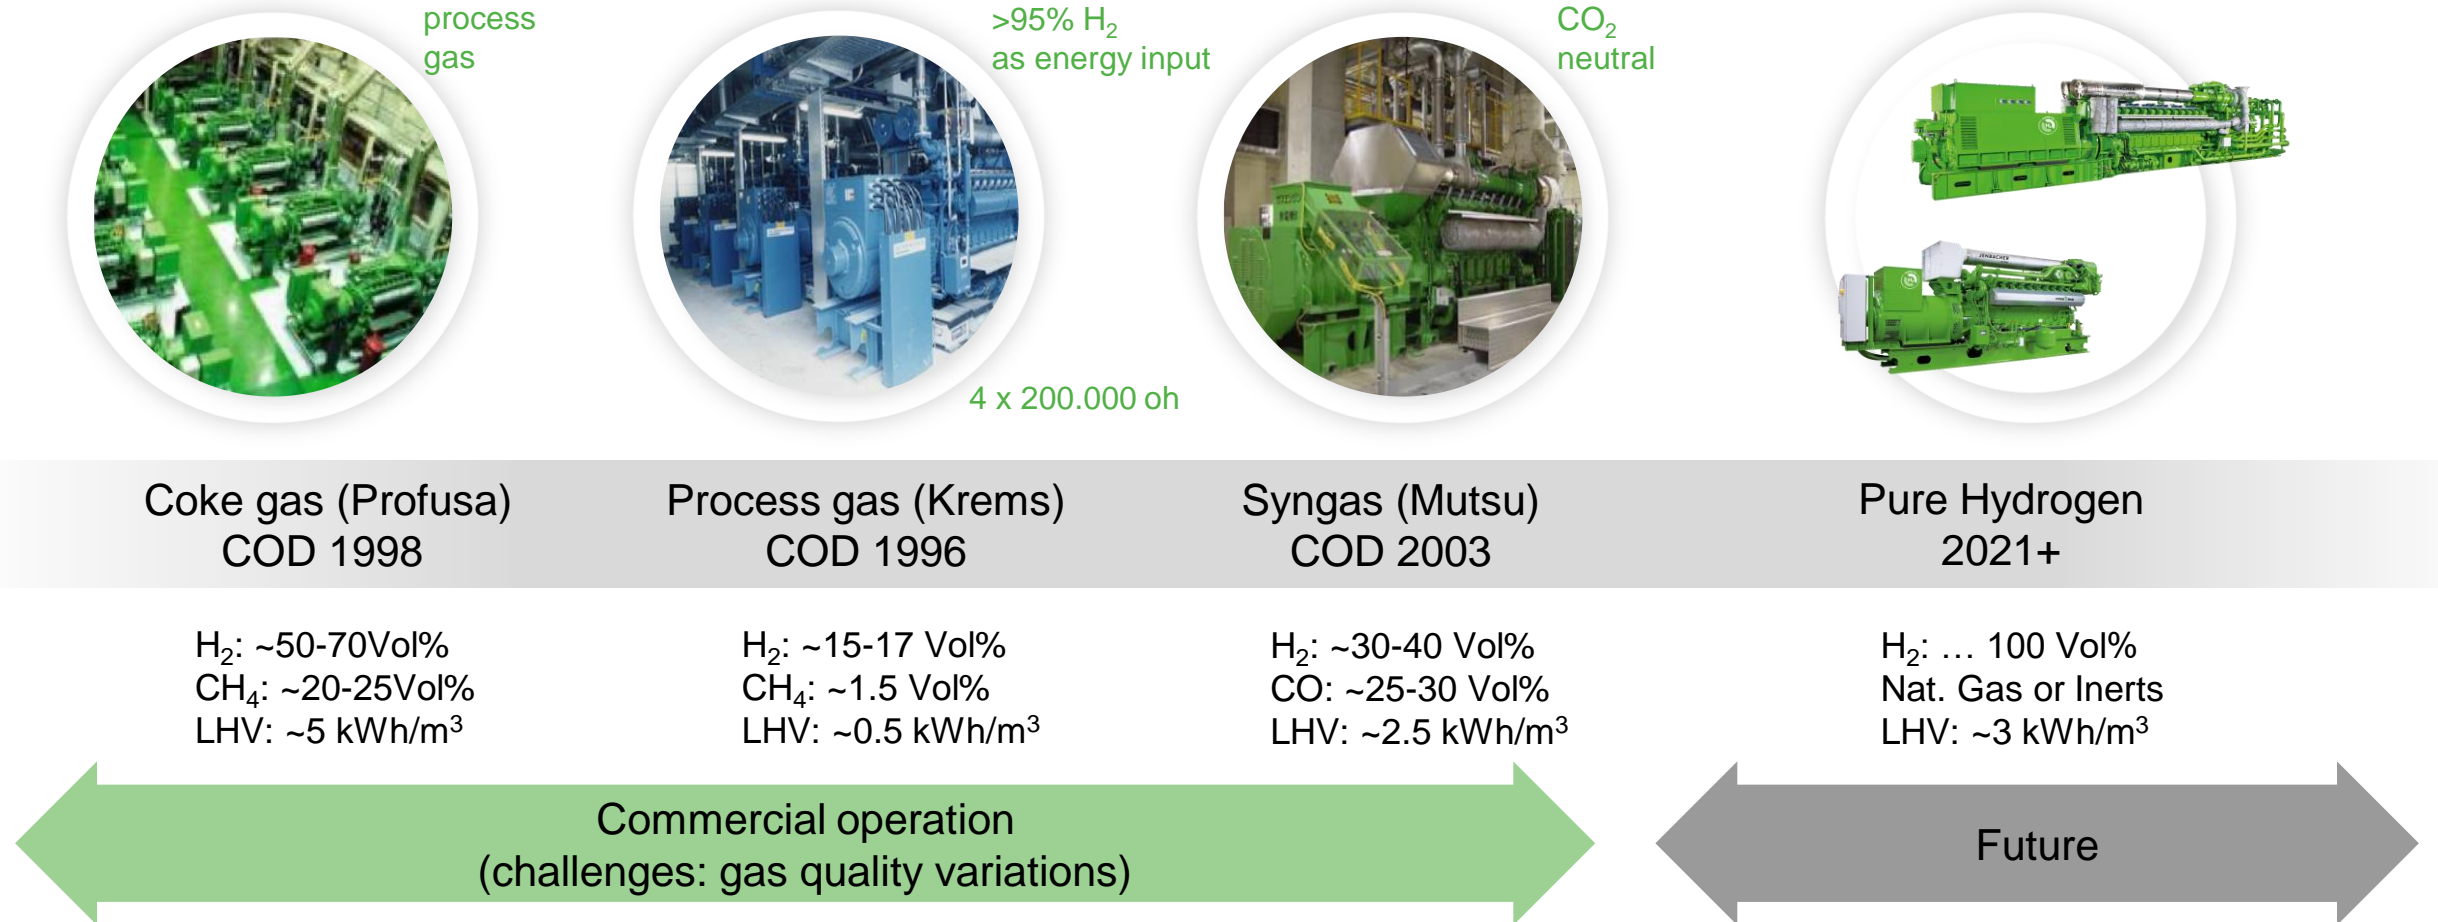 process
gas
>95% H₂
as energy input
CO₂
neutral
4 x 200.000 oh
JENBACHER
Coke gas (Profusa)
COD 1998
Process gas (Krems)
COD 1996
Syngas (Mutsu)
COD 2003
Pure Hydrogen
2021+
H₂: ~50-70Vol%
CH₄: ~20-25Vol%
LHV: ~5 kWh/m³
H₂: ~15-17 Vol%
CH₄: ~1.5 Vol%
LHV: ~0.5 kWh/m³
H₂: ~30-40 Vol%
CO: ~25-30 Vol%
LHV: ~2.5 kWh/m³
H₂: … 100 Vol%
Nat. Gas or Inerts
LHV: ~3 kWh/m³
Commercial operation
(challenges: gas quality variations)
Future